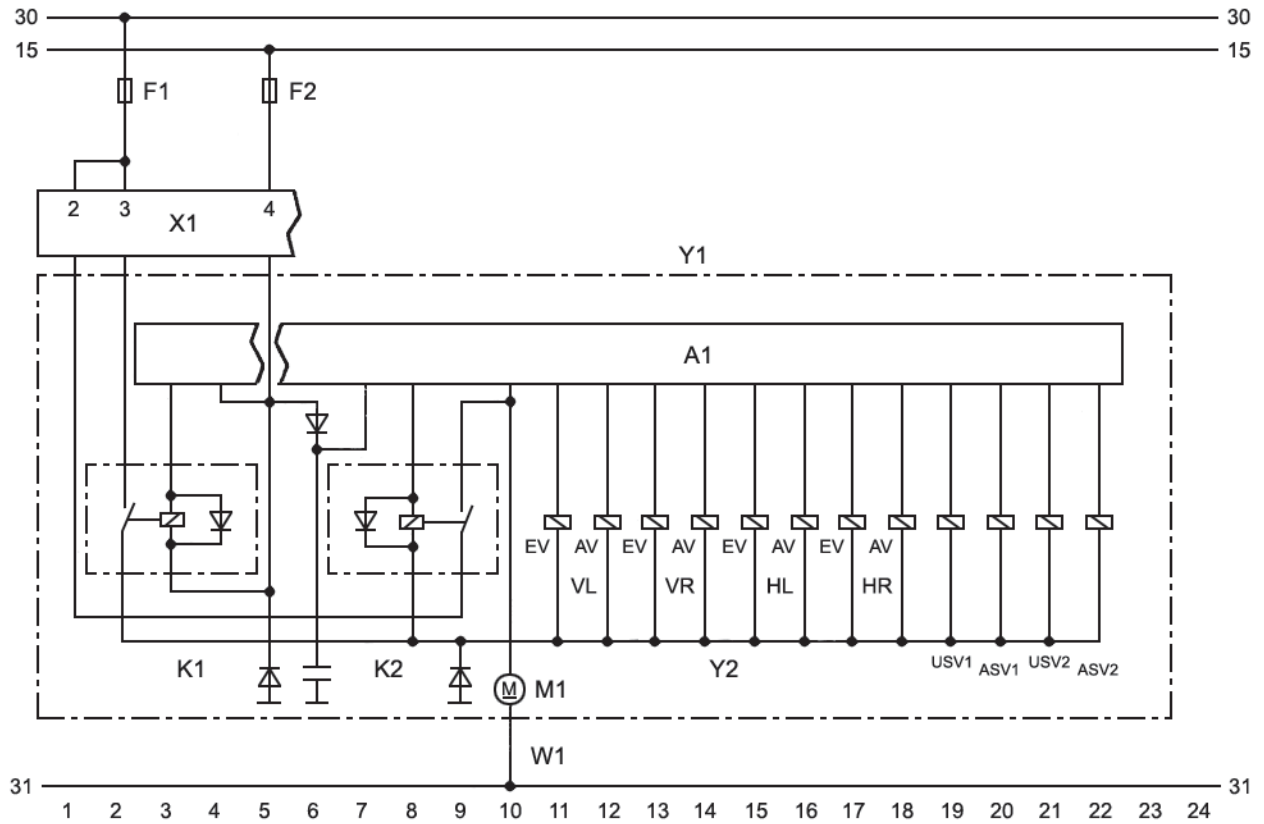 30 30
15 15
F1 F2
2 3 4
X1
Y1
A1
EV AV EV AV EV AV EV AV
VL VR HL HR
K1 K2 Y2 USV1 ASV1 USV2 ASV2
M M1
W1
31 31
1 2 3 4 5 6 7 8 9 10 11 12 13 14 15 16 17 18 19 20 21 22 23 24